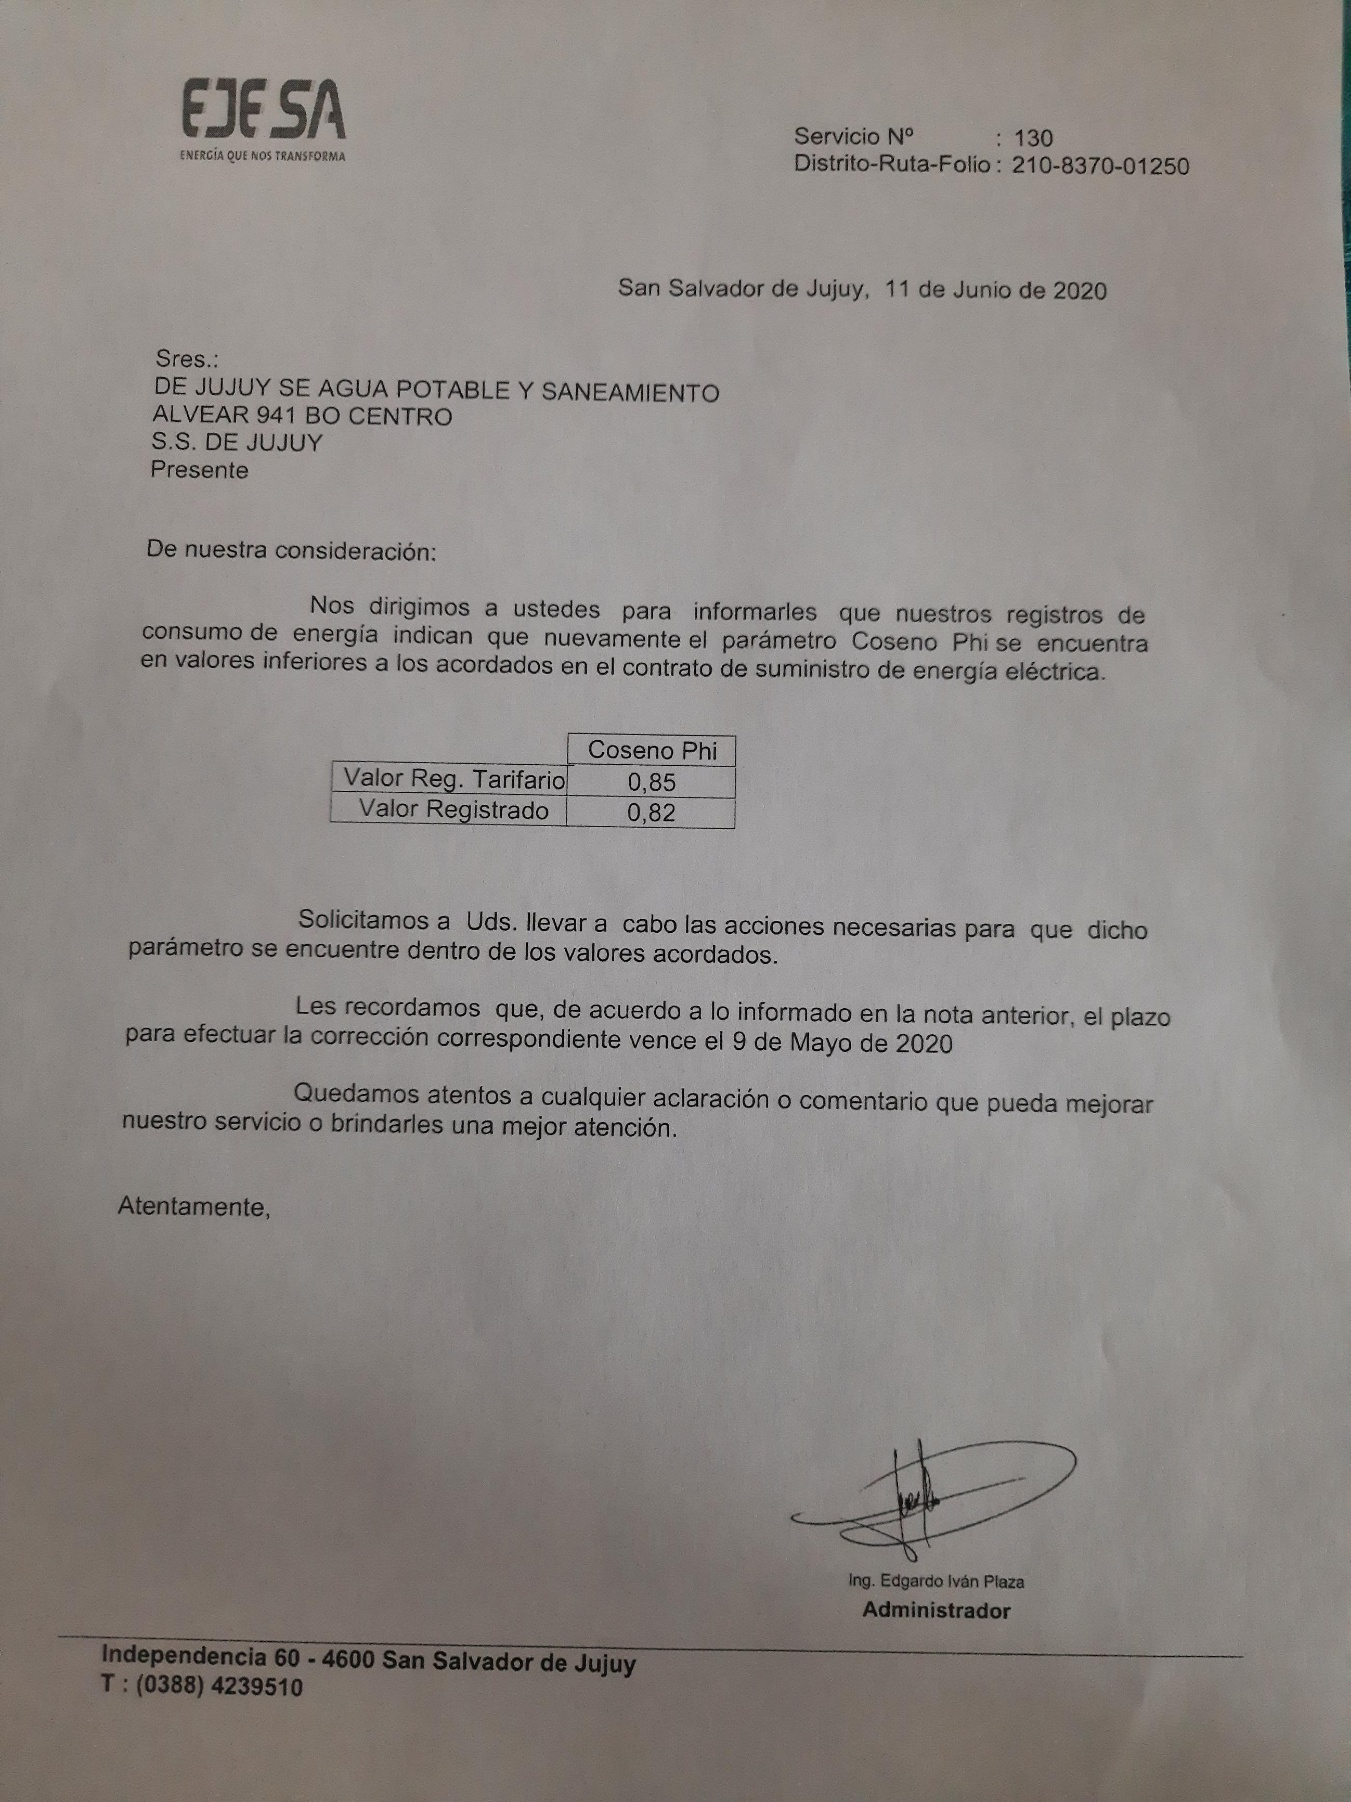 EJE SA
ENERGÍA QUE NOS TRANSFORMA
Servicio Nº : 130
Distrito-Ruta-Folio : 210-8370-01250
San Salvador de Jujuy, 11 de Junio de 2020
Sres.:
DE JUJUY SE AGUA POTABLE Y SANEAMIENTO
ALVEAR 941 BO CENTRO
S.S. DE JUJUY
Presente
De nuestra consideración:
Nos dirigimos a ustedes para informarles que nuestros registros de
consumo de energía indican que nuevamente el parámetro Coseno Phi se encuentra
en valores inferiores a los acordados en el contrato de suministro de energía eléctrica.
Coseno Phi
Valor Reg. Tarifario 0,85
Valor Registrado 0,82
Solicitamos a Uds. llevar a cabo las acciones necesarias para que dicho
parámetro se encuentre dentro de los valores acordados.
Les recordamos que, de acuerdo a lo informado en la nota anterior, el plazo
para efectuar la corrección correspondiente vence el 9 de Mayo de 2020
Quedamos atentos a cualquier aclaración o comentario que pueda mejorar
nuestro servicio o brindarles una mejor atención.
Atentamente,
Ing. Edgardo Iván Plaza
Administrador
Independencia 60 - 4600 San Salvador de Jujuy
T : (0388) 4239510